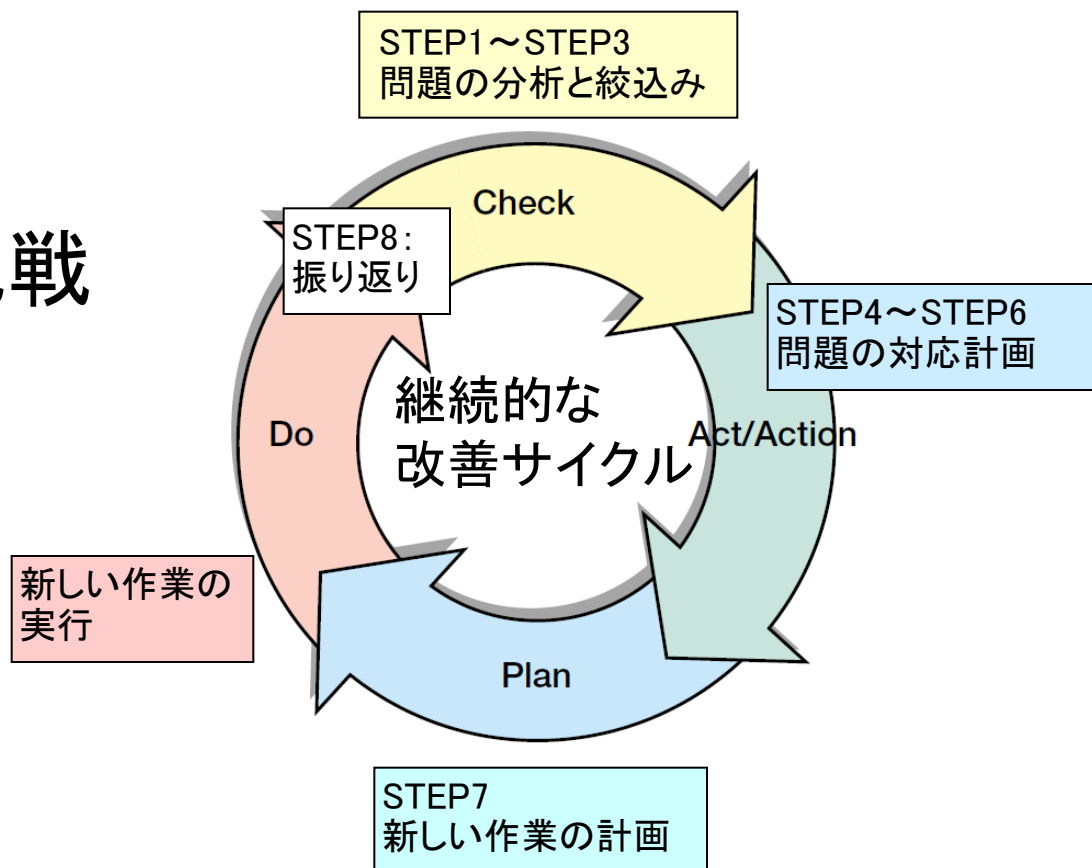 STEP1～STEP3
問題の分析と絞込み
Check
STEP8：
振り返り
戦
STEP4～STEP6
問題の対応計画
継続的な
改善サイクル
Do
Act/Action
新しい作業の
実行
Plan
STEP7
新しい作業の計画